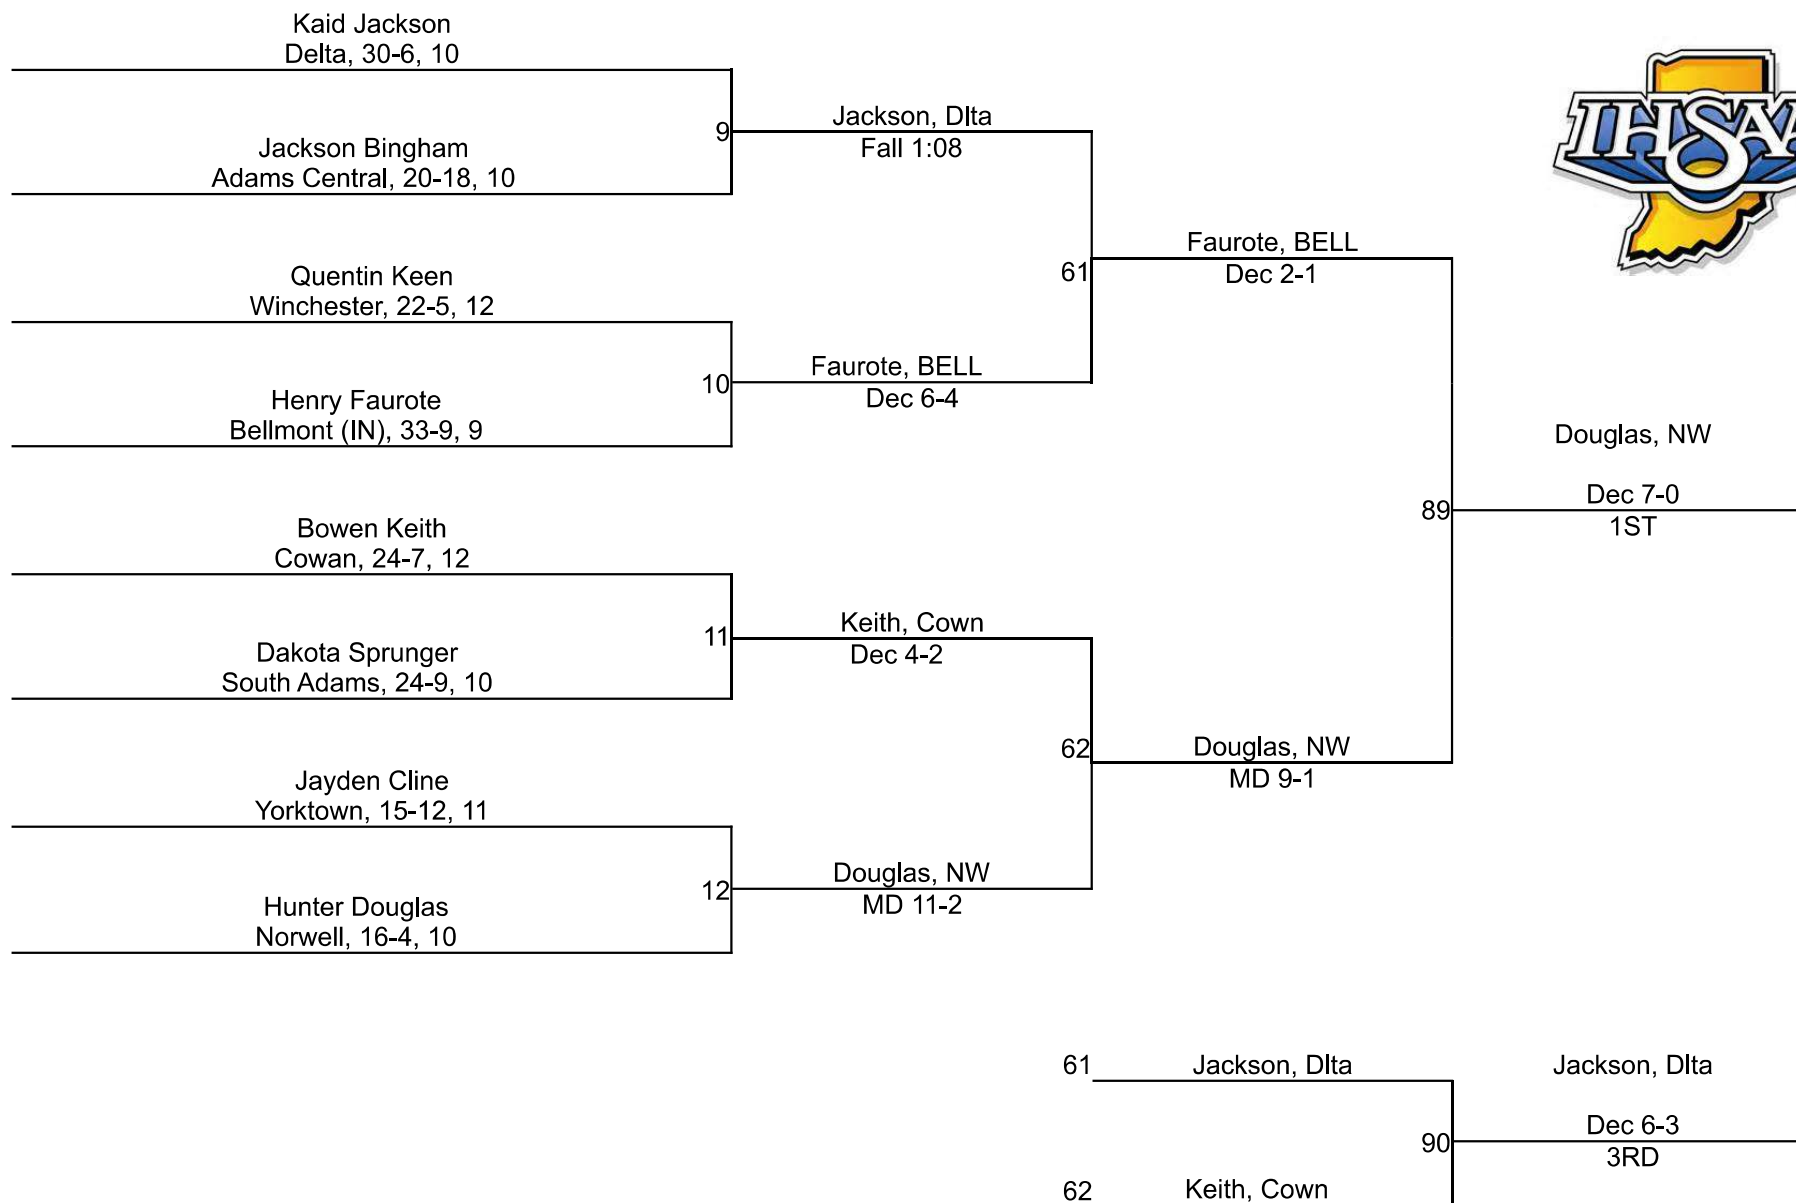 Kaid Jackson
Delta, 30-6, 10
Jackson Bingham
Adams Central, 20-18, 10
9
Jackson, Dlta
Fall 1:08
Quentin Keen
Winchester, 22-5, 12
Henry Faurote
Bellmont (IN), 33-9, 9
10
Faurote, BELL
Dec 6-4
61
Faurote, BELL
Dec 2-1
Bowen Keith
Cowan, 24-7, 12
Dakota Sprunger
South Adams, 24-9, 10
11
Keith, Cown
Dec 4-2
Jayden Cline
Yorktown, 15-12, 11
Hunter Douglas
Norwell, 16-4, 10
12
Douglas, NW
MD 11-2
62
Douglas, NW
MD 9-1
89
Douglas, NW
Dec 7-0
1ST
IHSAA
61
Jackson, Dlta
62
Keith, Cown
90
Jackson, Dlta
Dec 6-3
3RD